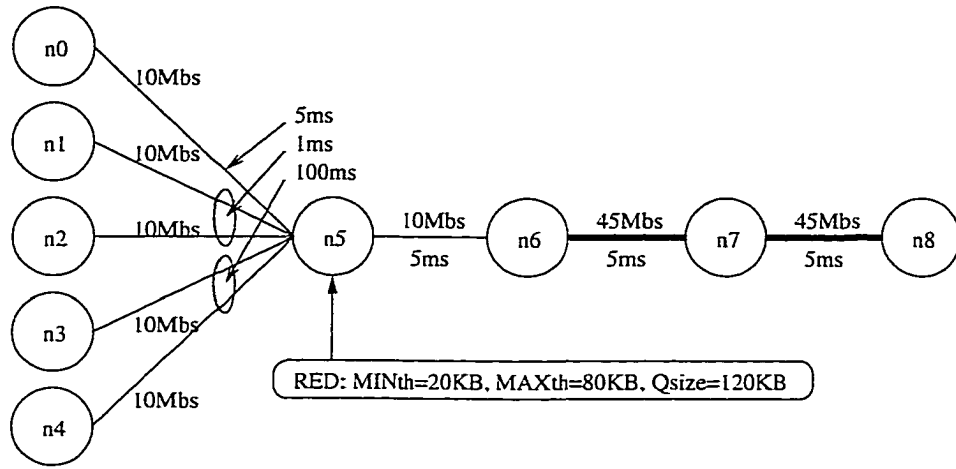 n0
10Mbs
5ms
n1
10Mbs
1ms
100ms
n2
10Mbs
n5
10Mbs
5ms
n6
45Mbs
5ms
n7
45Mbs
5ms
n8
n3
10Mbs
RED: MINth=20KB, MAXth=80KB, Qsize=120KB
n4
10Mbs